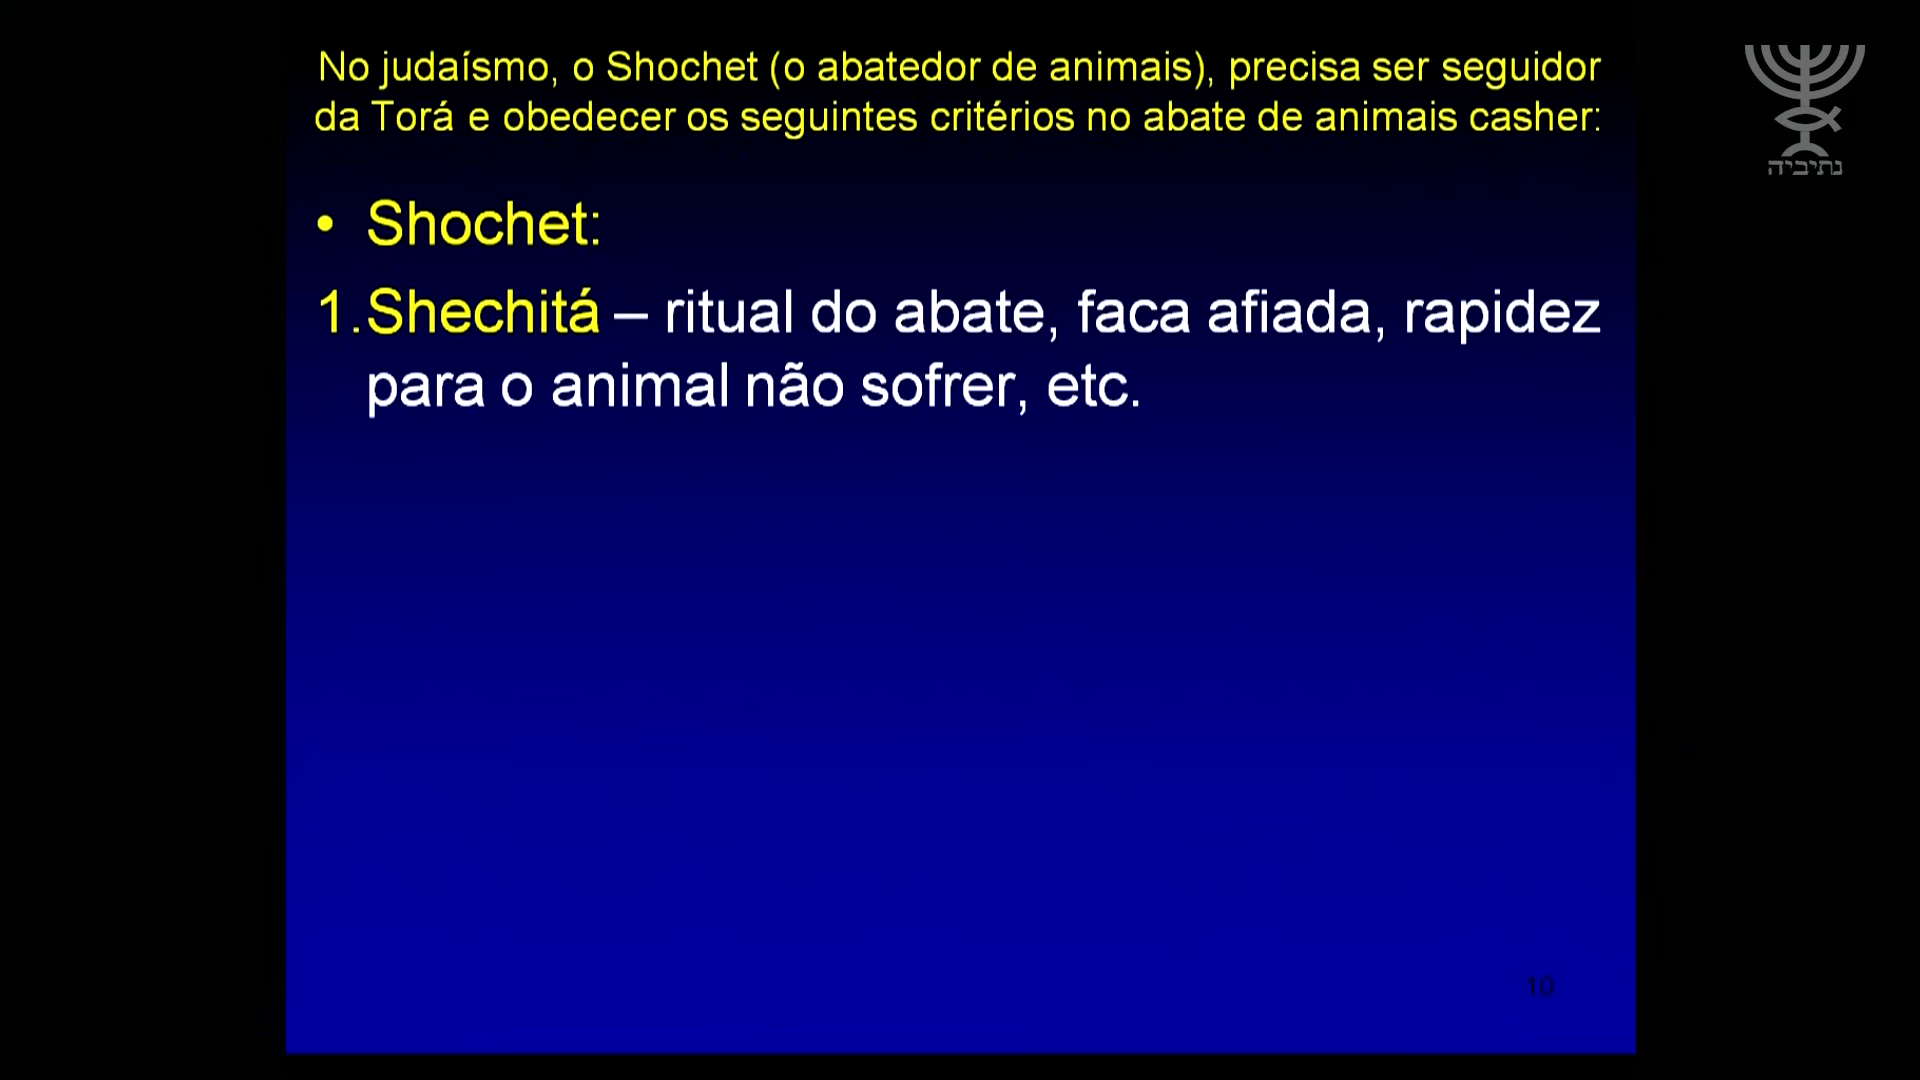 No judaísmo, o Shochet (o abatedor de animais), precisa ser seguidor
da Torá e obedecer os seguintes critérios no abate de animais casher:
נתיביה
• Shochet:
1.Shechitá – ritual do abate, faca afiada, rapidez
para o animal não sofrer, etc.
10